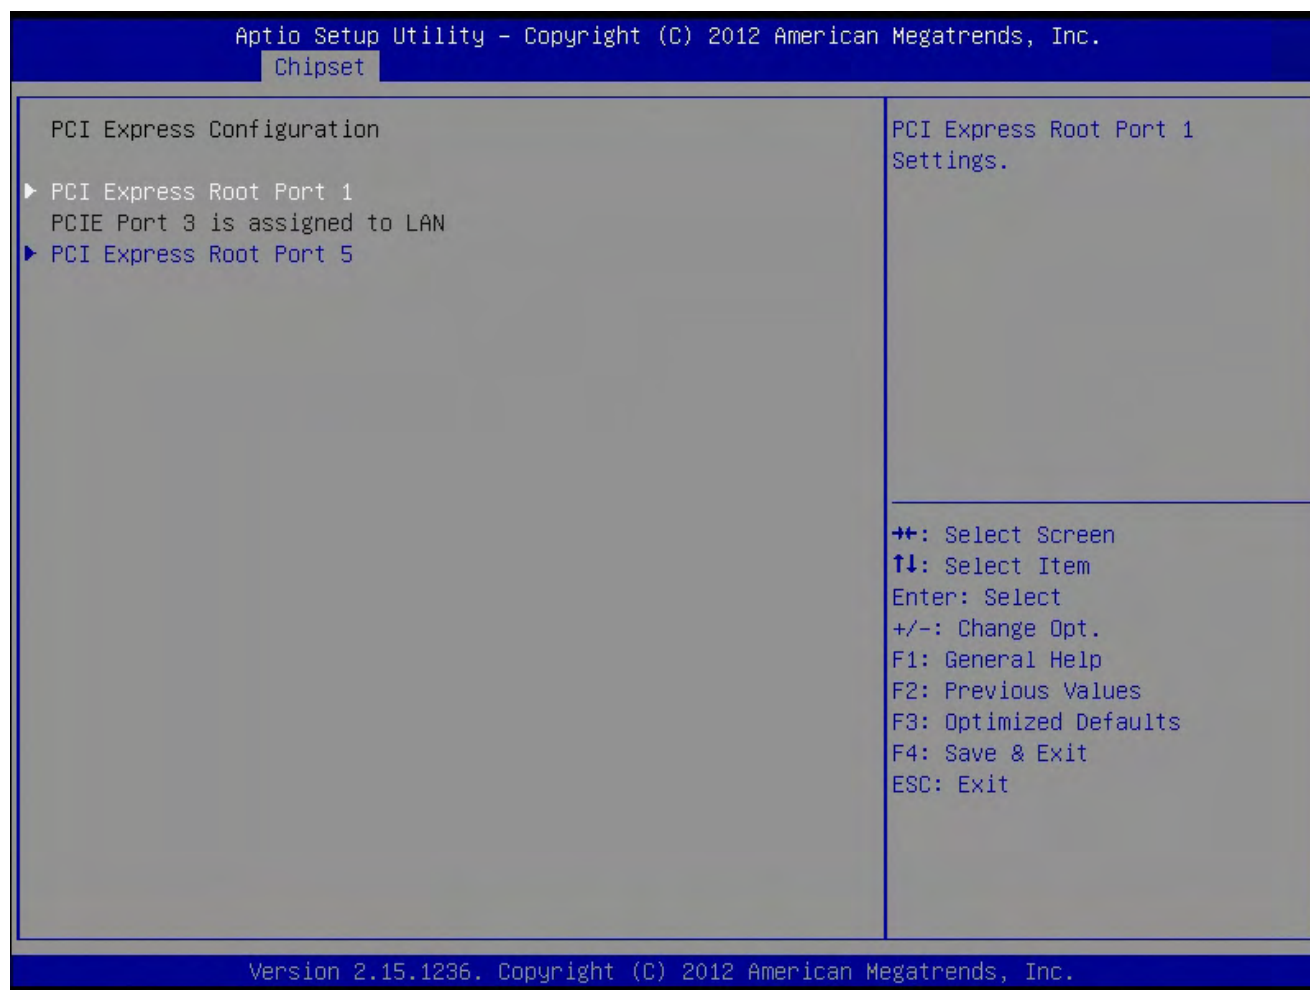 Aptio Setup Utility – Copyright (C) 2012 American Megatrends, Inc.
Chipset
PCI Express Configuration
▶ PCI Express Root Port 1
PCIE Port 3 is assigned to LAN
▶ PCI Express Root Port 5
PCI Express Root Port 1
Settings.
→←: Select Screen
↑↓: Select Item
Enter: Select
+/-: Change Opt.
F1: General Help
F2: Previous Values
F3: Optimized Defaults
F4: Save & Exit
ESC: Exit
Version 2.15.1236. Copyright (C) 2012 American Megatrends, Inc.